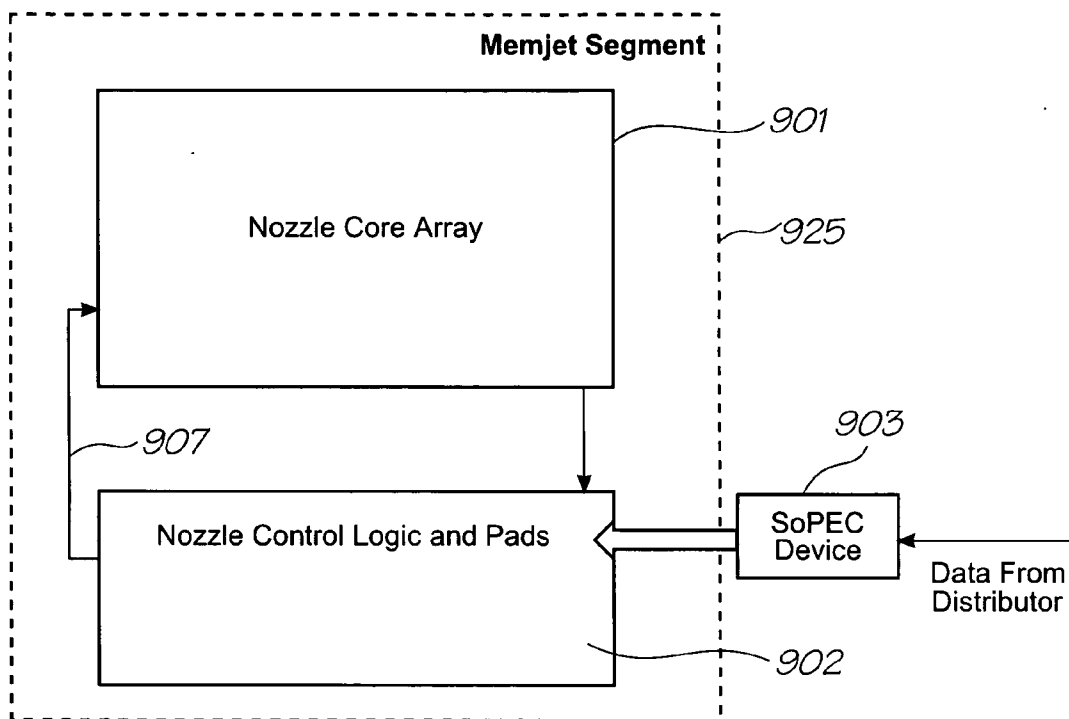 Memjet Segment
901
Nozzle Core Array
925
907
903
Nozzle Control Logic and Pads
SoPEC
Device
Data From
Distributor
902